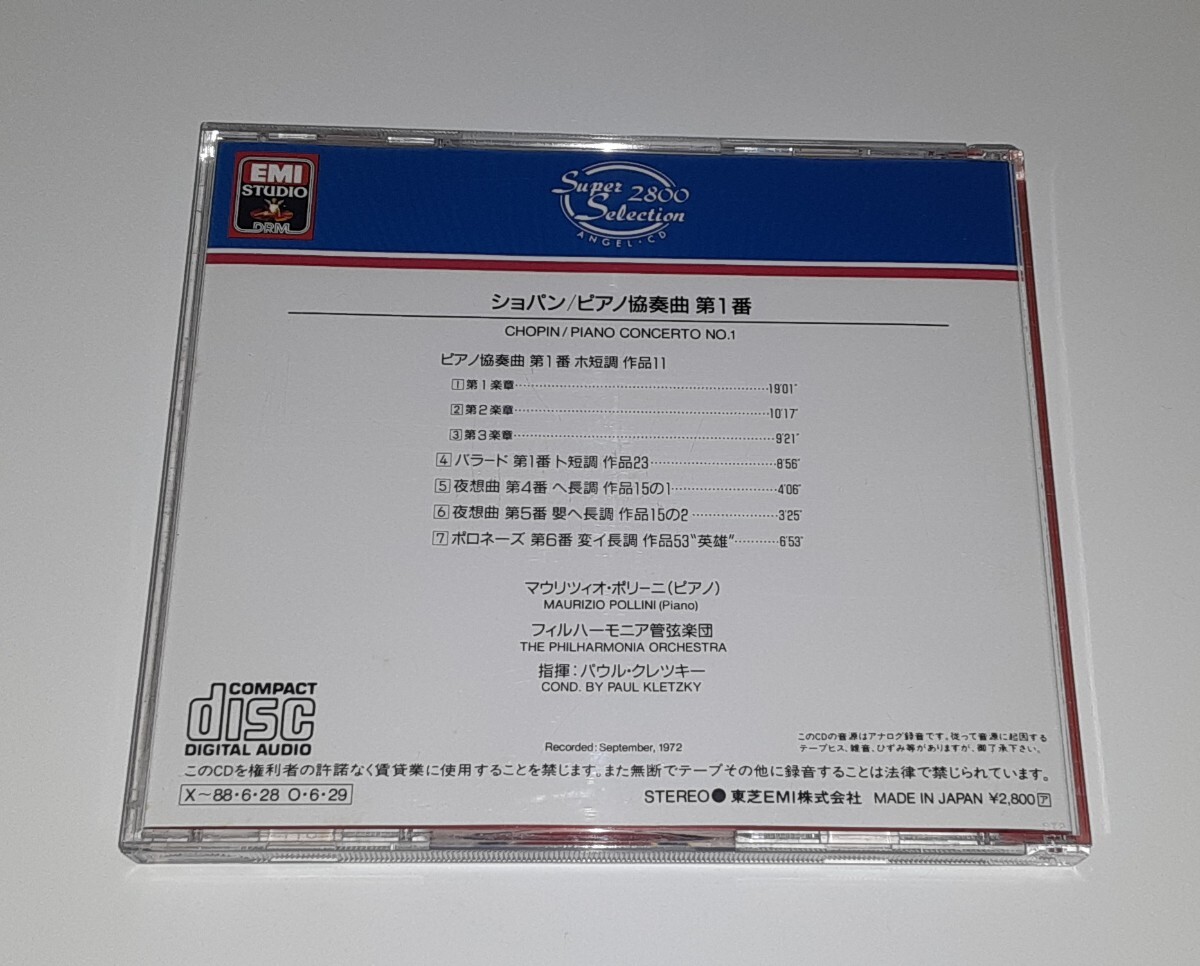 EMI
STUDIO
DRM
Super 2800
Selection
ANGEL・CD
ショパン/ピアノ協奏曲 第1番
CHOPIN/PIANO CONCERTO NO.1
ピアノ協奏曲 第1番 ホ短調 作品11
1 第1楽章 19'01"
2 第2楽章 10'17"
3 第3楽章 9'21"
4 バラード 第1番 ト短調 作品23 8'56"
5 夜想曲 第4番 ヘ長調 作品15の1 4'06"
6 夜想曲 第5番 嬰ヘ長調 作品15の2 3'25"
7 ポロネーズ 第6番 変イ長調 作品53"英雄" 6'53"
マウリツィオ・ポリーニ(ピアノ)
MAURIZIO POLLINI (Piano)
フィルハーモニア管弦楽団
THE PHILHARMONIA ORCHESTRA
指揮:パウル・クレツキー
COND. BY PAUL KLETZKY
COMPACT
disc
DIGITAL AUDIO
Recorded: September, 1972
このCDの音源はアナログ録音です。従って音源に起因する
テープヒス、雑音、ひずみ等がありますが、御了承下さい。
このCDを権利者の許諾なく賃貸業に使用することを禁じます。また無断でテープその他に録音することは法律で禁じられています。
X〜88・6・28 O・6・29
STEREO● 東芝EMI株式会社 MADE IN JAPAN ¥2,800 ア